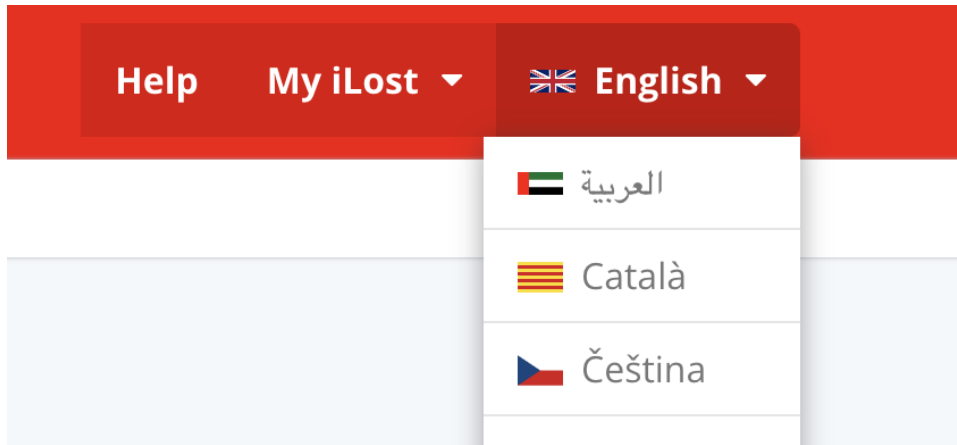 Help My iLost English
العربية
Català
Čeština